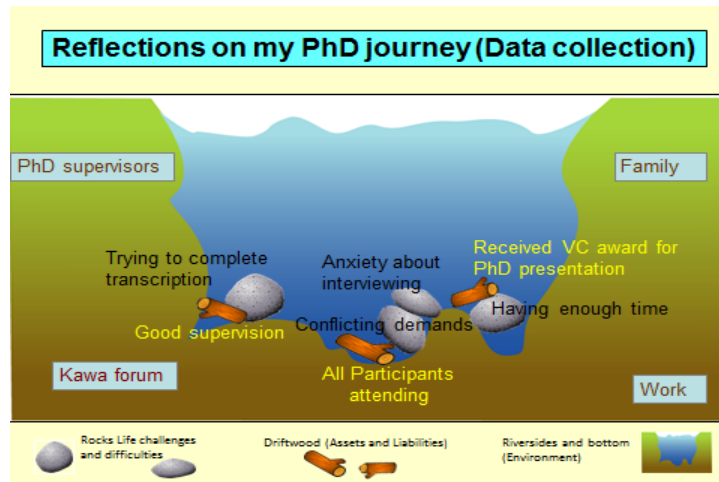 Reflections on my PhD journey (Data collection)
PhD supervisors
Family
Trying to complete
transcription
Anxiety about
interviewing
Received VC award for
PhD presentation
Having enough time
Good supervision
Conflicting demands
All Participants
attending
Kawa forum
Work
Rocks Life challenges
and difficulties
Driftwood (Assets and Liabilities)
Riversides and bottom
(Environment)